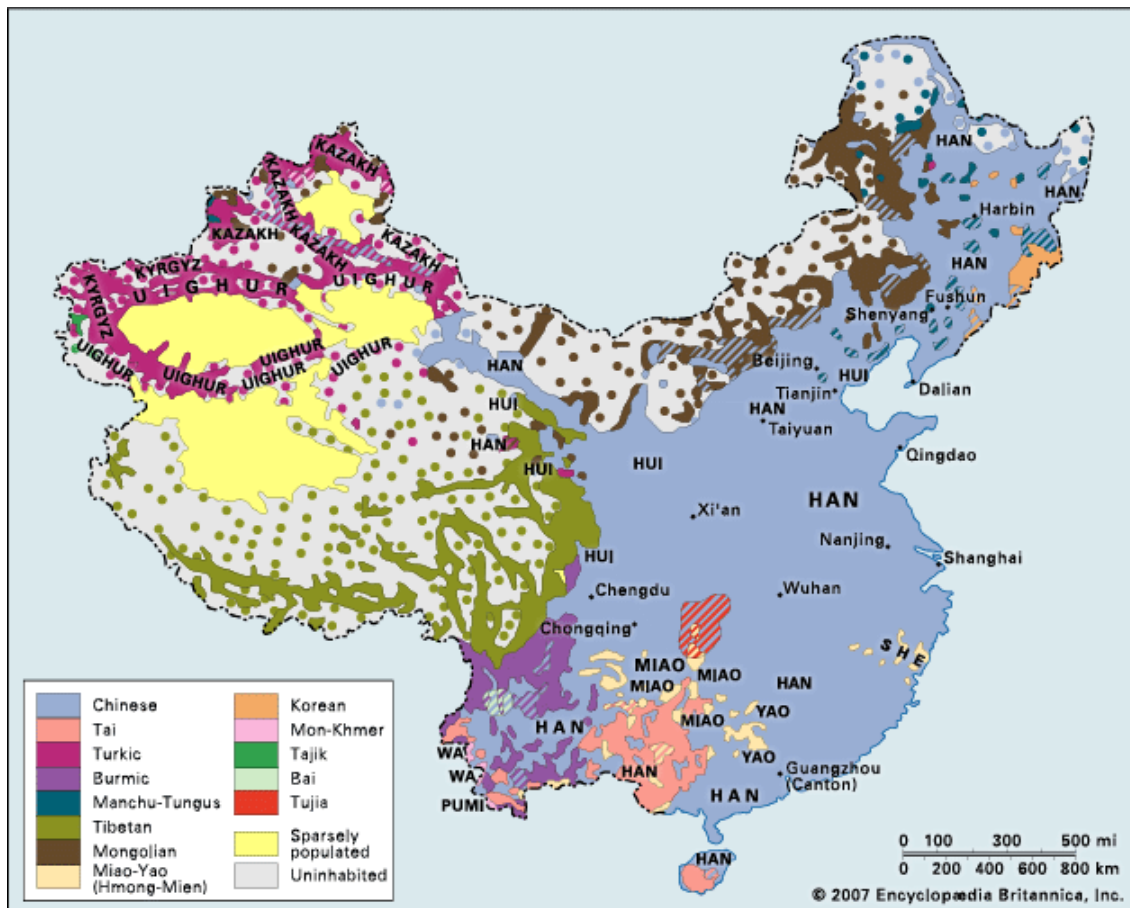 KAZAKH
KAZAKH
KAZAKH
KAZAKH
KAZAKH
KYRGYZ
KYRGYZ
UIGHUR
UIGHUR
UIGHUR
UIGHUR
UIGHUR
UIGHUR
UIGHUR
HAN
HAN
Harbin
HAN
Fushun
Shenyang
Beijing
HUI
Tianjin
Dalian
HAN
HUI
HAN
Taiyuan
HAN
HUI
HUI
Qingdao
HAN
Xi'an
Nanjing
HUI
Shanghai
Chengdu
Wuhan
Chongqing
SHE
MIAO
MIAO
MIAO
HAN
MIAO
YAO
HAN
YAO
WA
WA
HAN
Guangzhou
(Canton)
PUMI
HAN
HAN
Chinese
Tai
Turkic
Burmic
Manchu-Tungus
Tibetan
Mongolian
Miao-Yao
(Hmong-Mien)
Korean
Mon-Khmer
Tajik
Bai
Tujia
Sparsely
populated
Uninhabited
0 100 300 500 mi
0 200 400 600 800 km
© 2007 Encyclopædia Britannica, Inc.